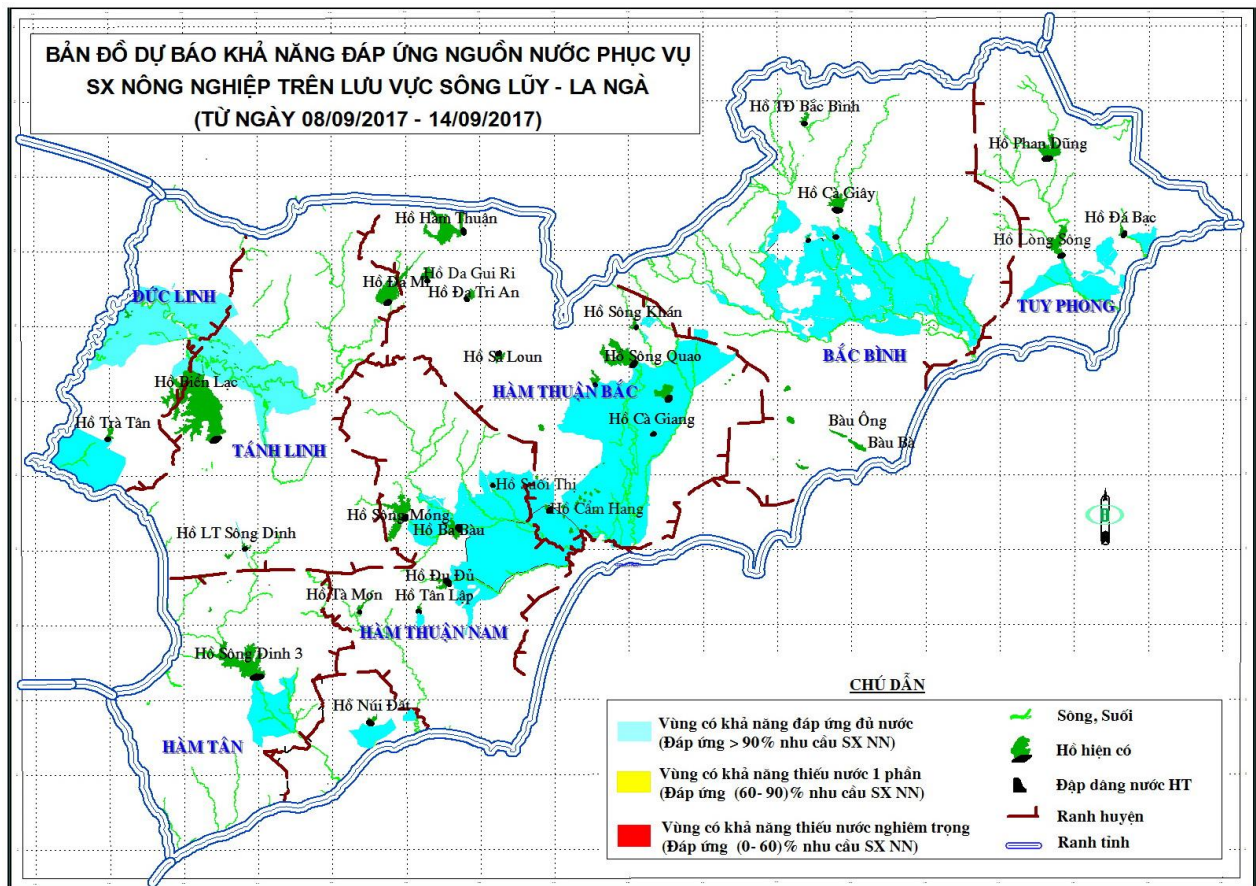 BẢN ĐỒ DỰ BÁO KHẢ NĂNG ĐÁP ỨNG NGUỒN NƯỚC PHỤC VỤ
SX NÔNG NGHIỆP TRÊN LƯU VỰC SÔNG LŨY - LA NGÀ
(TỪ NGÀY 08/09/2017 - 14/09/2017)
Hồ TĐ Bắc Bình
Hồ Phan Dũng
Hồ Cà Giây
Hồ Đá Bạc
Hồ Lòng Sông
TUY PHONG
BẮC BÌNH
Hồ Hàm Thuận
Hồ Da Gui Ri
Hồ Đa Mi
Hồ Đa Tri An
ĐỨC LINH
Hồ Sông Khán
Hồ Sa Loun
Hồ Sông Quao
HÀM THUẬN BẮC
Hồ Biển Lạc
Hồ Cà Giang
Hồ Trà Tân
Bàu Ông
Bàu Bà
TÁNH LINH
Hồ Suối Thị
Hồ Sông Móng
Hồ Cẩm Hang
Hồ Ba Bàu
Hồ LT Sông Dinh
Hồ Đu Đủ
Hồ Tà Mon
Hồ Tân Lập
HÀM THUẬN NAM
Hồ Sông Dinh 3
Hồ Núi Đất
HÀM TÂN
CHÚ DẪN
Vùng có khả năng đáp ứng đủ nước
(Đáp ứng > 90% nhu cầu SX NN)
Vùng có khả năng thiếu nước 1 phần
(Đáp ứng (60- 90)% nhu cầu SX NN)
Vùng có khả năng thiếu nước nghiêm trọng
(Đáp ứng (0- 60)% nhu cầu SX NN)
Sông, Suối
Hồ hiện có
Đập dâng nước HT
Ranh huyện
Ranh tỉnh